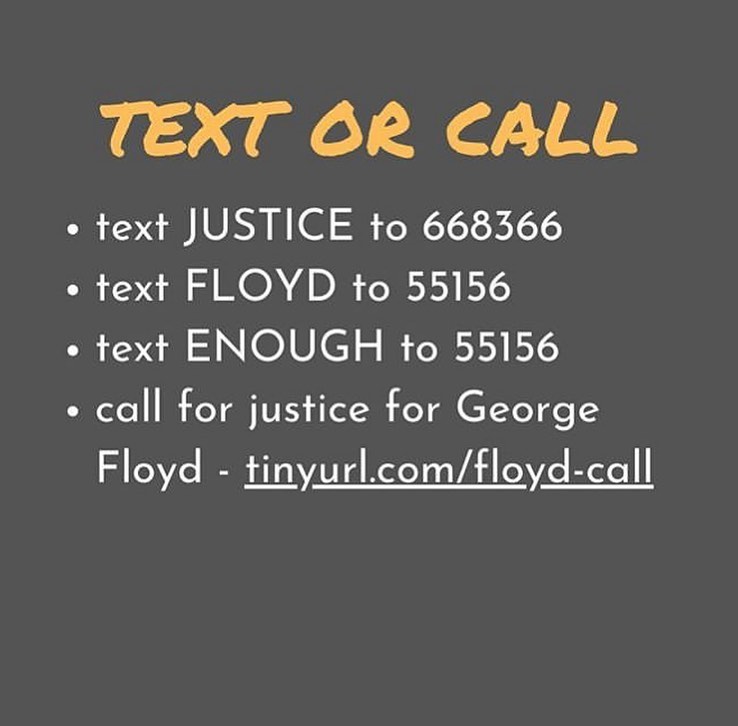 TEXT OR CALL
• text JUSTICE to 668366
• text FLOYD to 55156
• text ENOUGH to 55156
• call for justice for George
Floyd - tinyurl.com/floyd-call